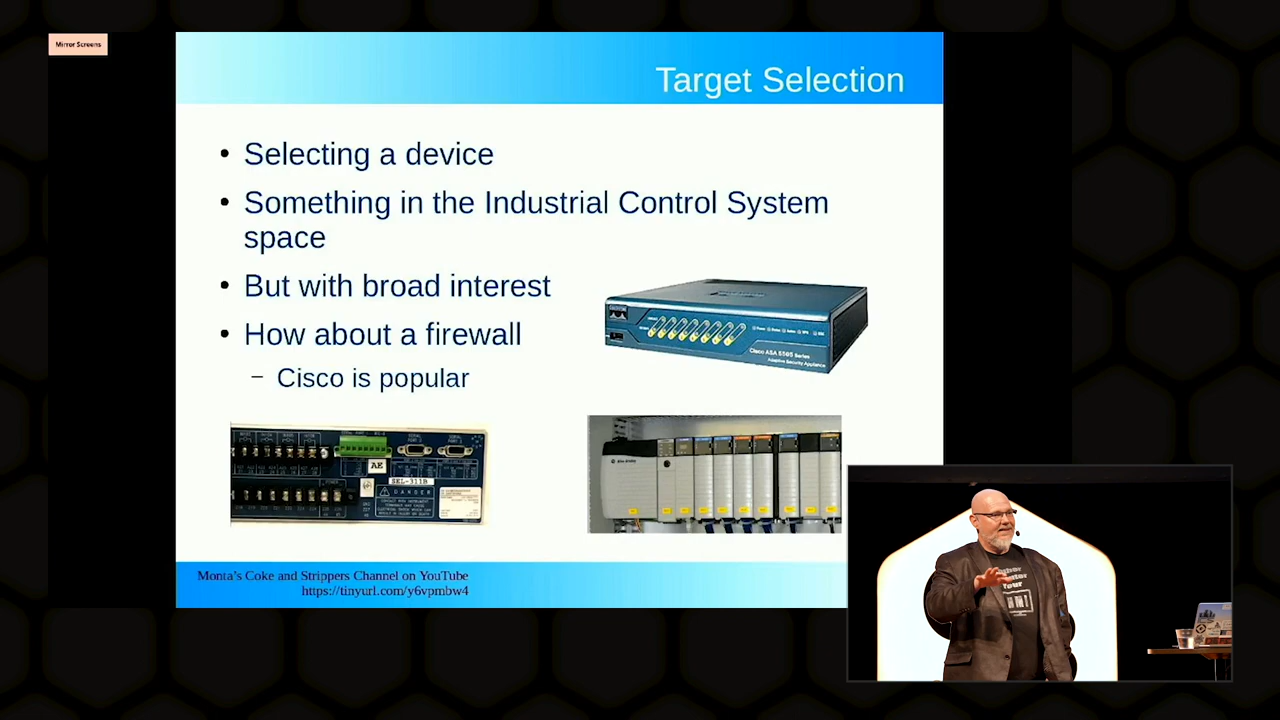 Mirror Screens
Target Selection
• Selecting a device
• Something in the Industrial Control System
space
• But with broad interest
• How about a firewall
– Cisco is popular
Cisco ASA 5505 Series
Adaptive Security Appliance
AE
SEL-311B
DANGER
Monta's Coke and Strippers Channel on YouTube
https://tinyurl.com/y6vpmbw4